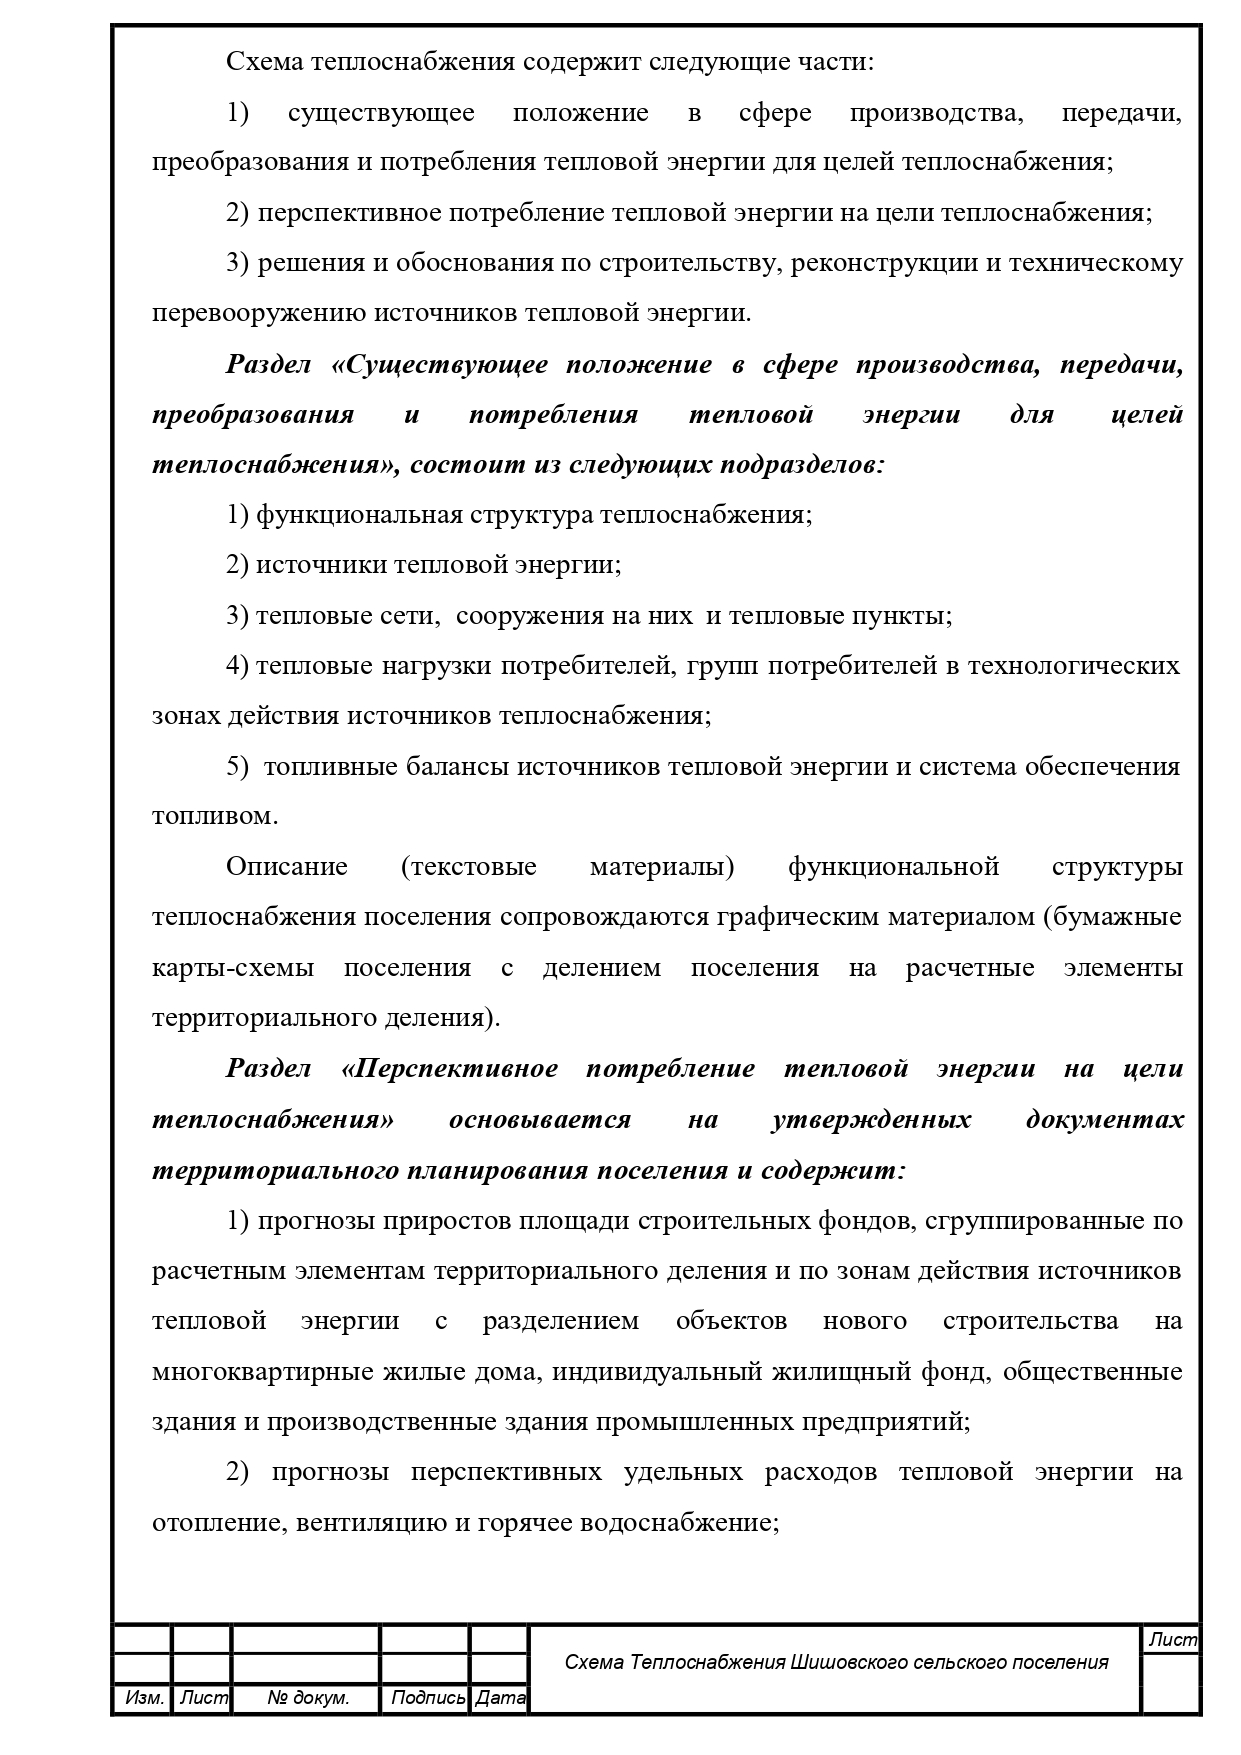 Схема теплоснабжения содержит следующие части:
1) существующее положение в сфере производства, передачи,
преобразования и потребления тепловой энергии для целей теплоснабжения;
2) перспективное потребление тепловой энергии на цели теплоснабжения;
3) решения и обоснования по строительству, реконструкции и техническому
перевооружению источников тепловой энергии.
Раздел «Существующее положение в сфере производства, передачи,
преобразования и потребления тепловой энергии для целей
теплоснабжения», состоит из следующих подразделов:
1) функциональная структура теплоснабжения;
2) источники тепловой энергии;
3) тепловые сети, сооружения на них и тепловые пункты;
4) тепловые нагрузки потребителей, групп потребителей в технологических
зонах действия источников теплоснабжения;
5) топливные балансы источников тепловой энергии и система обеспечения
топливом.
Описание (текстовые материалы) функциональной структуры
теплоснабжения поселения сопровождаются графическим материалом (бумажные
карты-схемы поселения с делением поселения на расчетные элементы
территориального деления).
Раздел «Перспективное потребление тепловой энергии на цели
теплоснабжения» основывается на утвержденных документах
территориального планирования поселения и содержит:
1) прогнозы приростов площади строительных фондов, сгруппированные по
расчетным элементам территориального деления и по зонам действия источников
тепловой энергии с разделением объектов нового строительства на
многоквартирные жилые дома, индивидуальный жилищный фонд, общественные
здания и производственные здания промышленных предприятий;
2) прогнозы перспективных удельных расходов тепловой энергии на
отопление, вентиляцию и горячее водоснабжение;
Лист
Схема Теплоснабжения Шишовского сельского поселения
Изм. Лист № докум. Подпись Дата